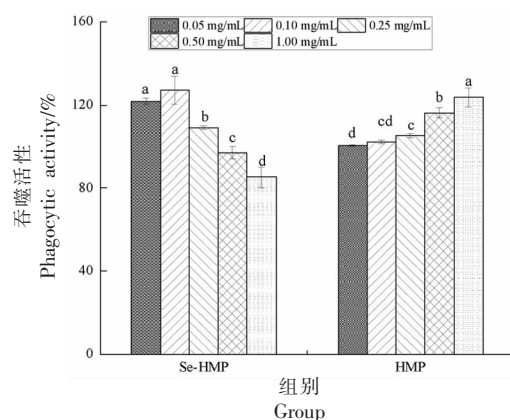 0.05 mg/mL 0.10 mg/mL 0.25 mg/mL
0.50 mg/mL 1.00 mg/mL
吞噬活性/%
Phagocytic activity/%
160
120
80
40
0
a a b c d
d cd c b a
Se-HMP HMP
组别
Group